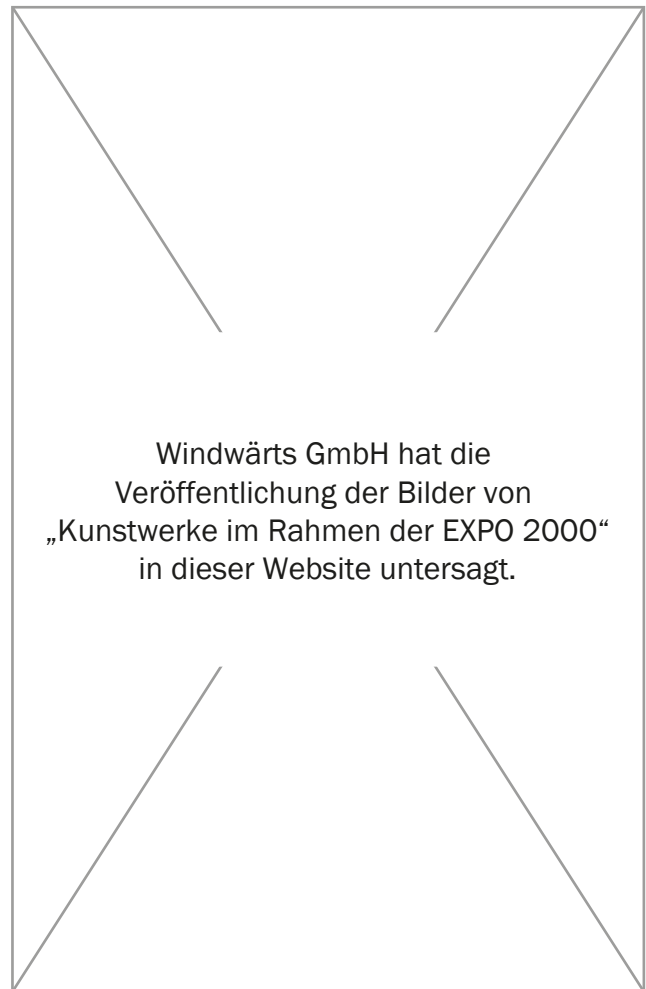 Windwärts GmbH hat die
Veröffentlichung der Bilder von
„Kunstwerke im Rahmen der EXPO 2000“
in dieser Website untersagt.